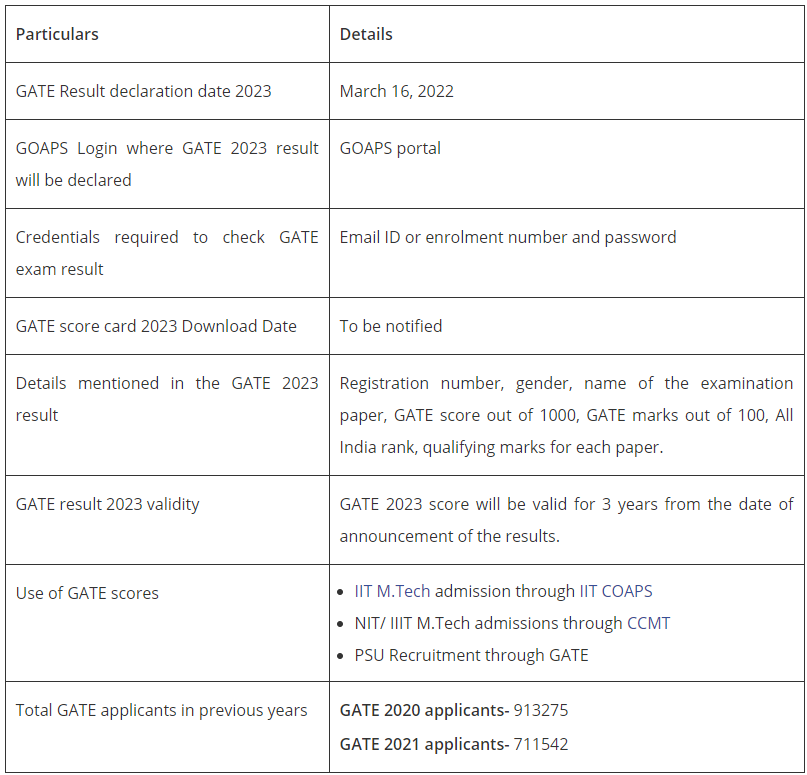 Particulars
Details
GATE Result declaration date 2023
March 16, 2022
GOAPS Login where GATE 2023 result
will be declared
GOAPS portal
Credentials required to check GATE
exam result
Email ID or enrolment number and password
GATE score card 2023 Download Date
To be notified
Details mentioned in the GATE 2023
result
Registration number, gender, name of the examination
paper, GATE score out of 1000, GATE marks out of 100, All
India rank, qualifying marks for each paper.
GATE result 2023 validity
GATE 2023 score will be valid for 3 years from the date of
announcement of the results.
Use of GATE scores
• IIT M.Tech admission through IIT COAPS
• NIT/ IIIT M.Tech admissions through CCMT
• PSU Recruitment through GATE
Total GATE applicants in previous years
GATE 2020 applicants- 913275
GATE 2021 applicants- 711542